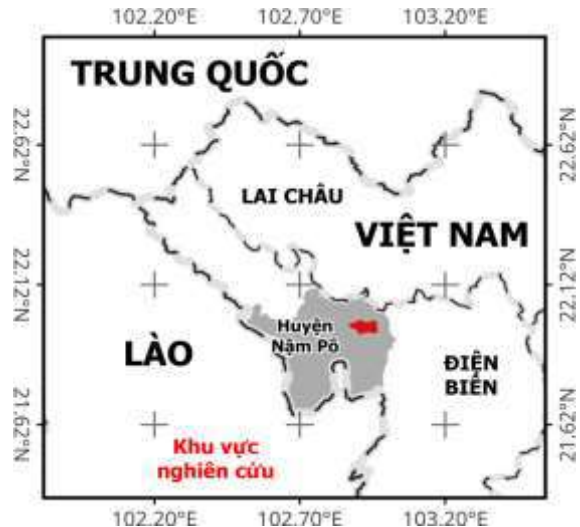 102.20°E 102.70°E 103.20°E
TRUNG QUỐC
22.62°N 22.62°N
LAI CHÂU
VIỆT NAM
22.12°N 22.12°N
Huyện
Nậm Pồ
LÀO
ĐIỆN
BIÊN
21.62°N 21.62°N
Khu vực
nghiên cứu
102.20°E 102.70°E 103.20°E